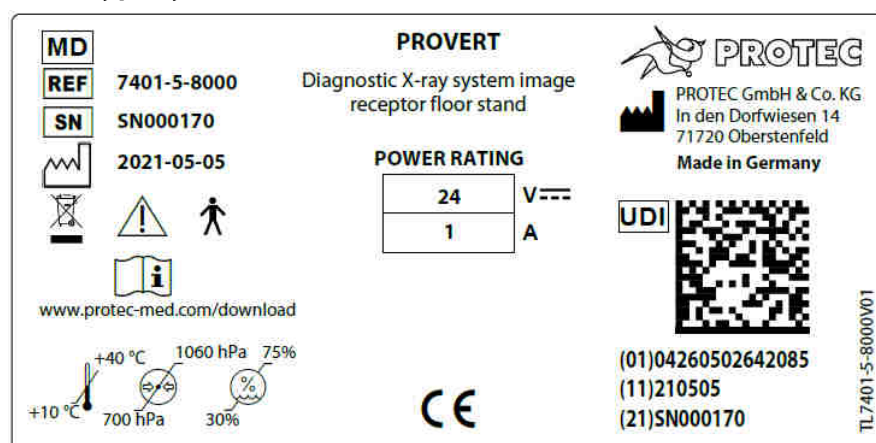 MD
REF 7401-5-8000
SN SN000170
2021-05-05
www.protec-med.com/download
+40 °C
+10 °C
1060 hPa
700 hPa
75%
%
30%
PROVERT
Diagnostic X-ray system image
receptor floor stand
POWER RATING
24 V
1 A
CE
PROTEC
PROTEC GmbH & Co. KG
In den Dorfwiesen 14
71720 Oberstenfeld
Made in Germany
UDI
(01)04260502642085
(11)210505
(21)SN000170
TL7401-5-8000V01